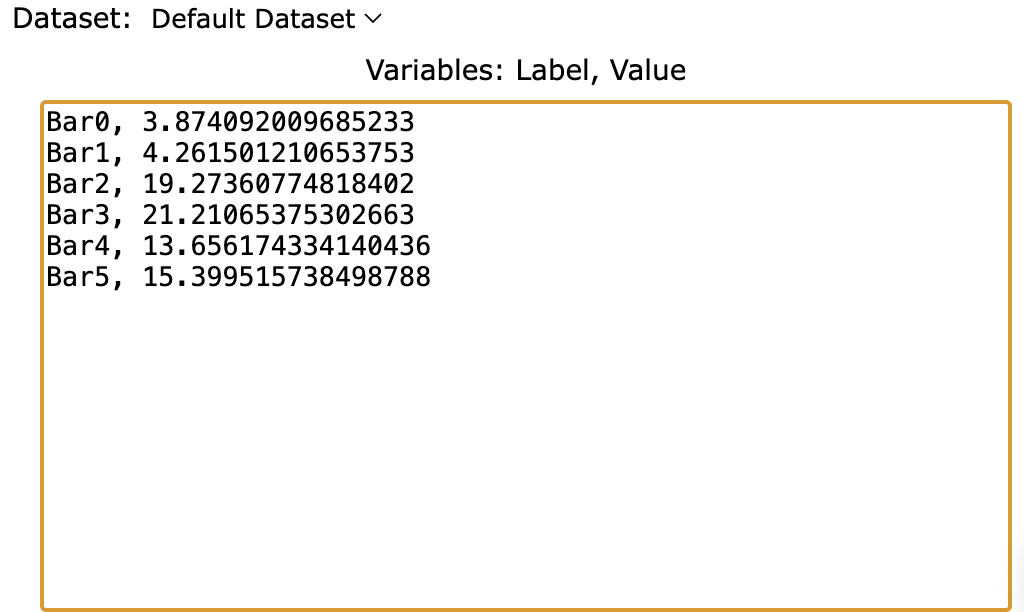 Dataset: Default Dataset
Variables: Label, Value
Bar0, 3.874092009685233
Bar1, 4.261501210653753
Bar2, 19.27360774818402
Bar3, 21.21065375302663
Bar4, 13.656174334140436
Bar5, 15.399515738498788